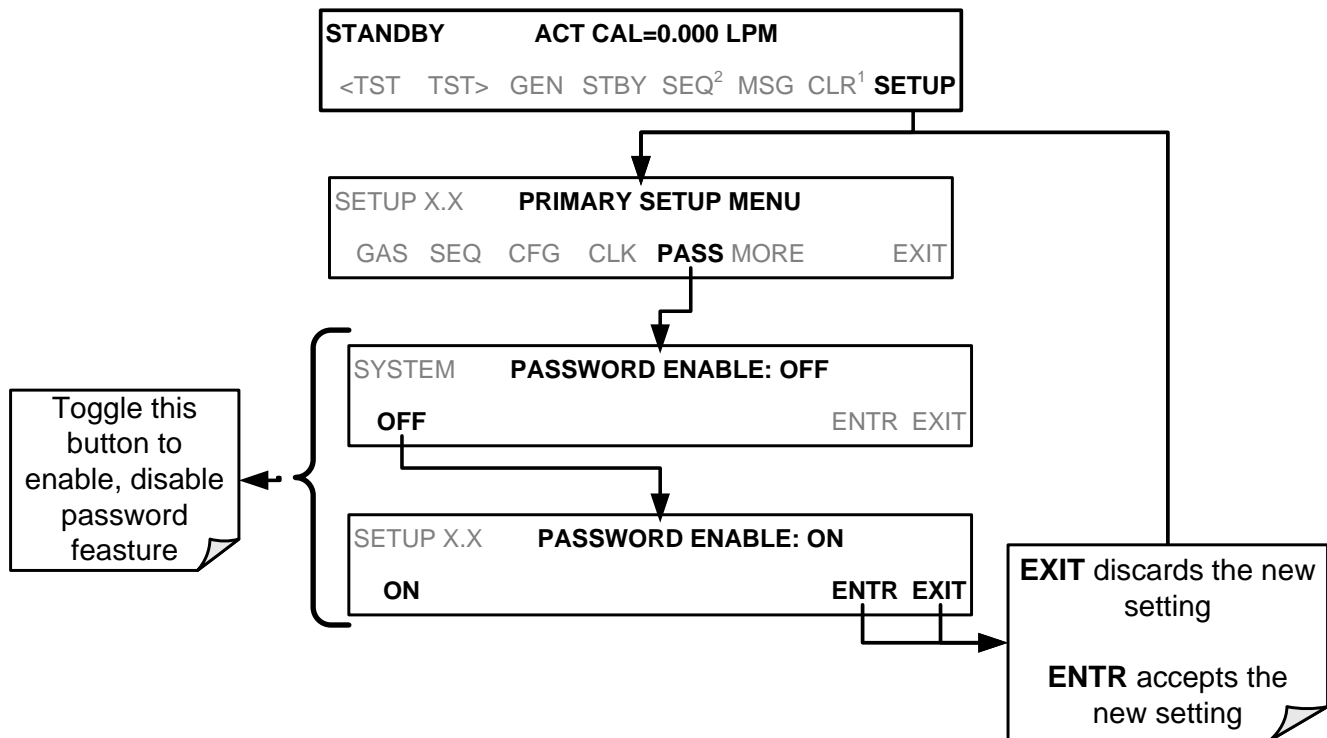 STANDBY ACT CAL=0.000 LPM
<TST TST> GEN STBY SEQ² MSG CLR¹ SETUP
SETUP X.X PRIMARY SETUP MENU
GAS SEQ CFG CLK PASS MORE EXIT
SYSTEM PASSWORD ENABLE: OFF
OFF ENTR EXIT
Toggle this
button to
enable, disable
password
feasture
SETUP X.X PASSWORD ENABLE: ON
ON ENTR EXIT
EXIT discards the new
setting
ENTR accepts the
new setting